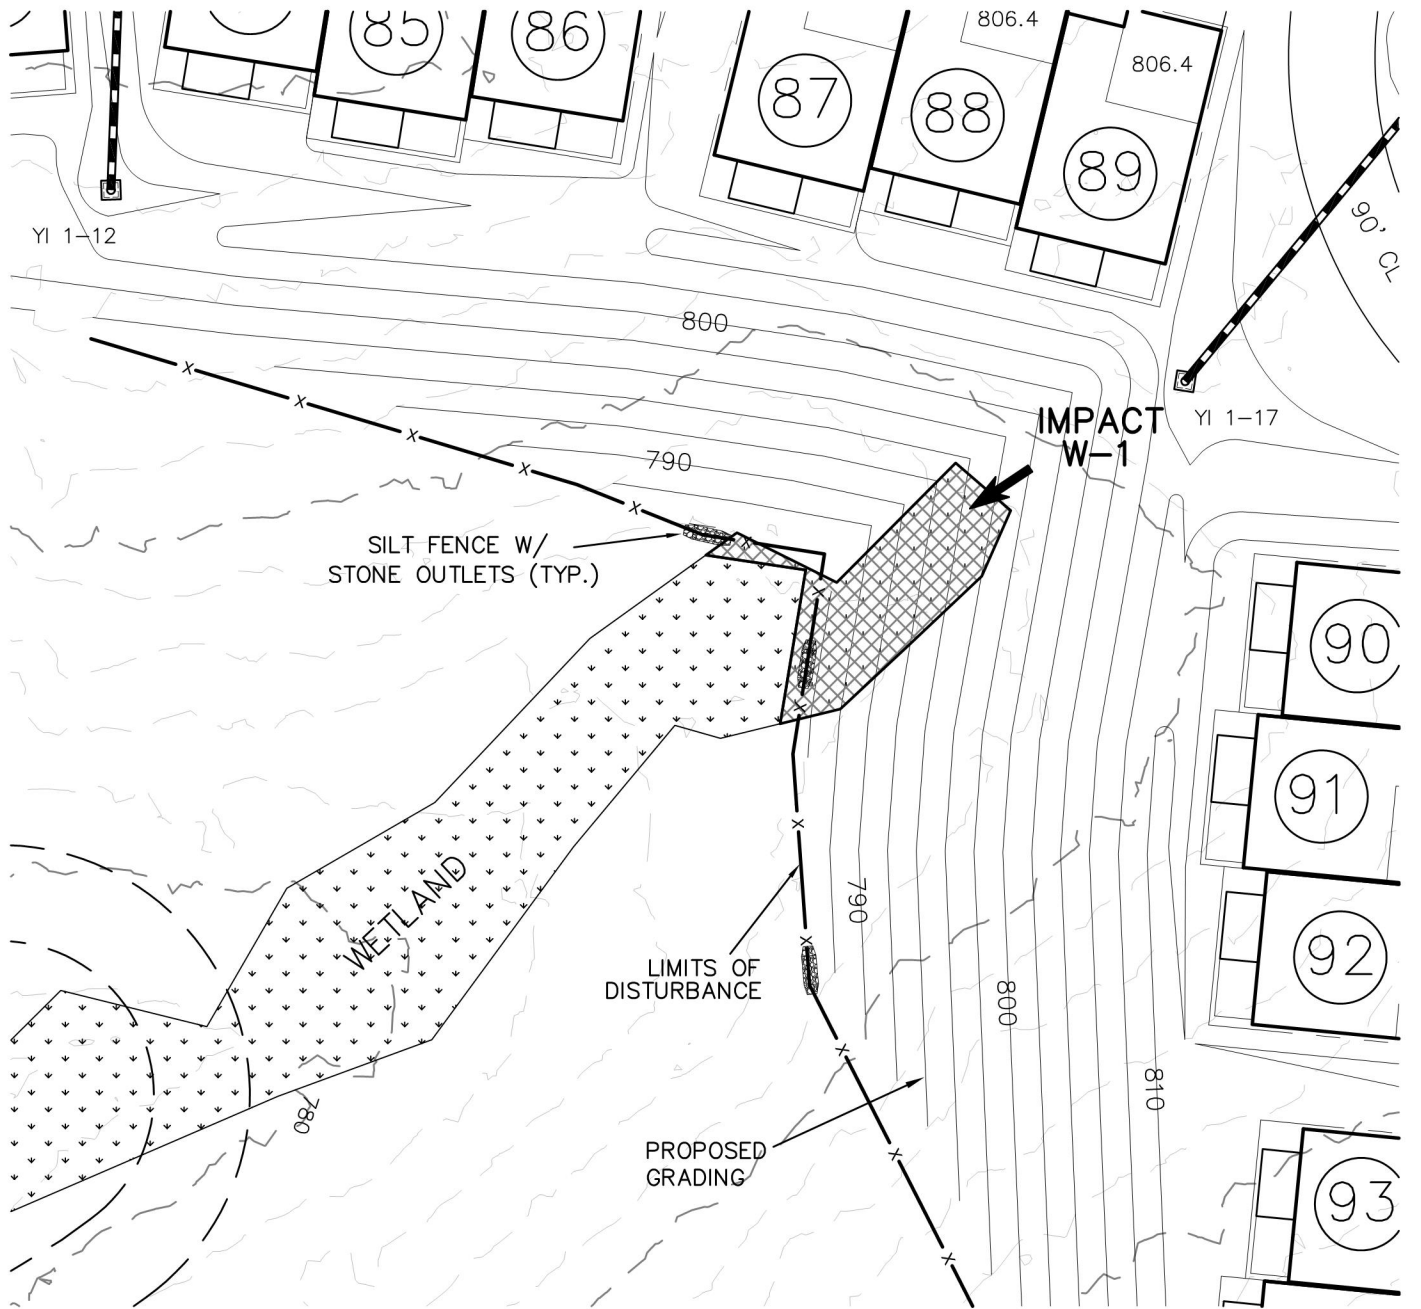 85
86
87
88
89
806.4
806.4
YI 1-12
90' CL
800
YI 1-17
IMPACT
W-1
790
SILT FENCE W/
STONE OUTLETS (TYP.)
90
91
WETLAND
790
92
LIMITS OF
DISTURBANCE
800
780
810
PROPOSED
GRADING
93